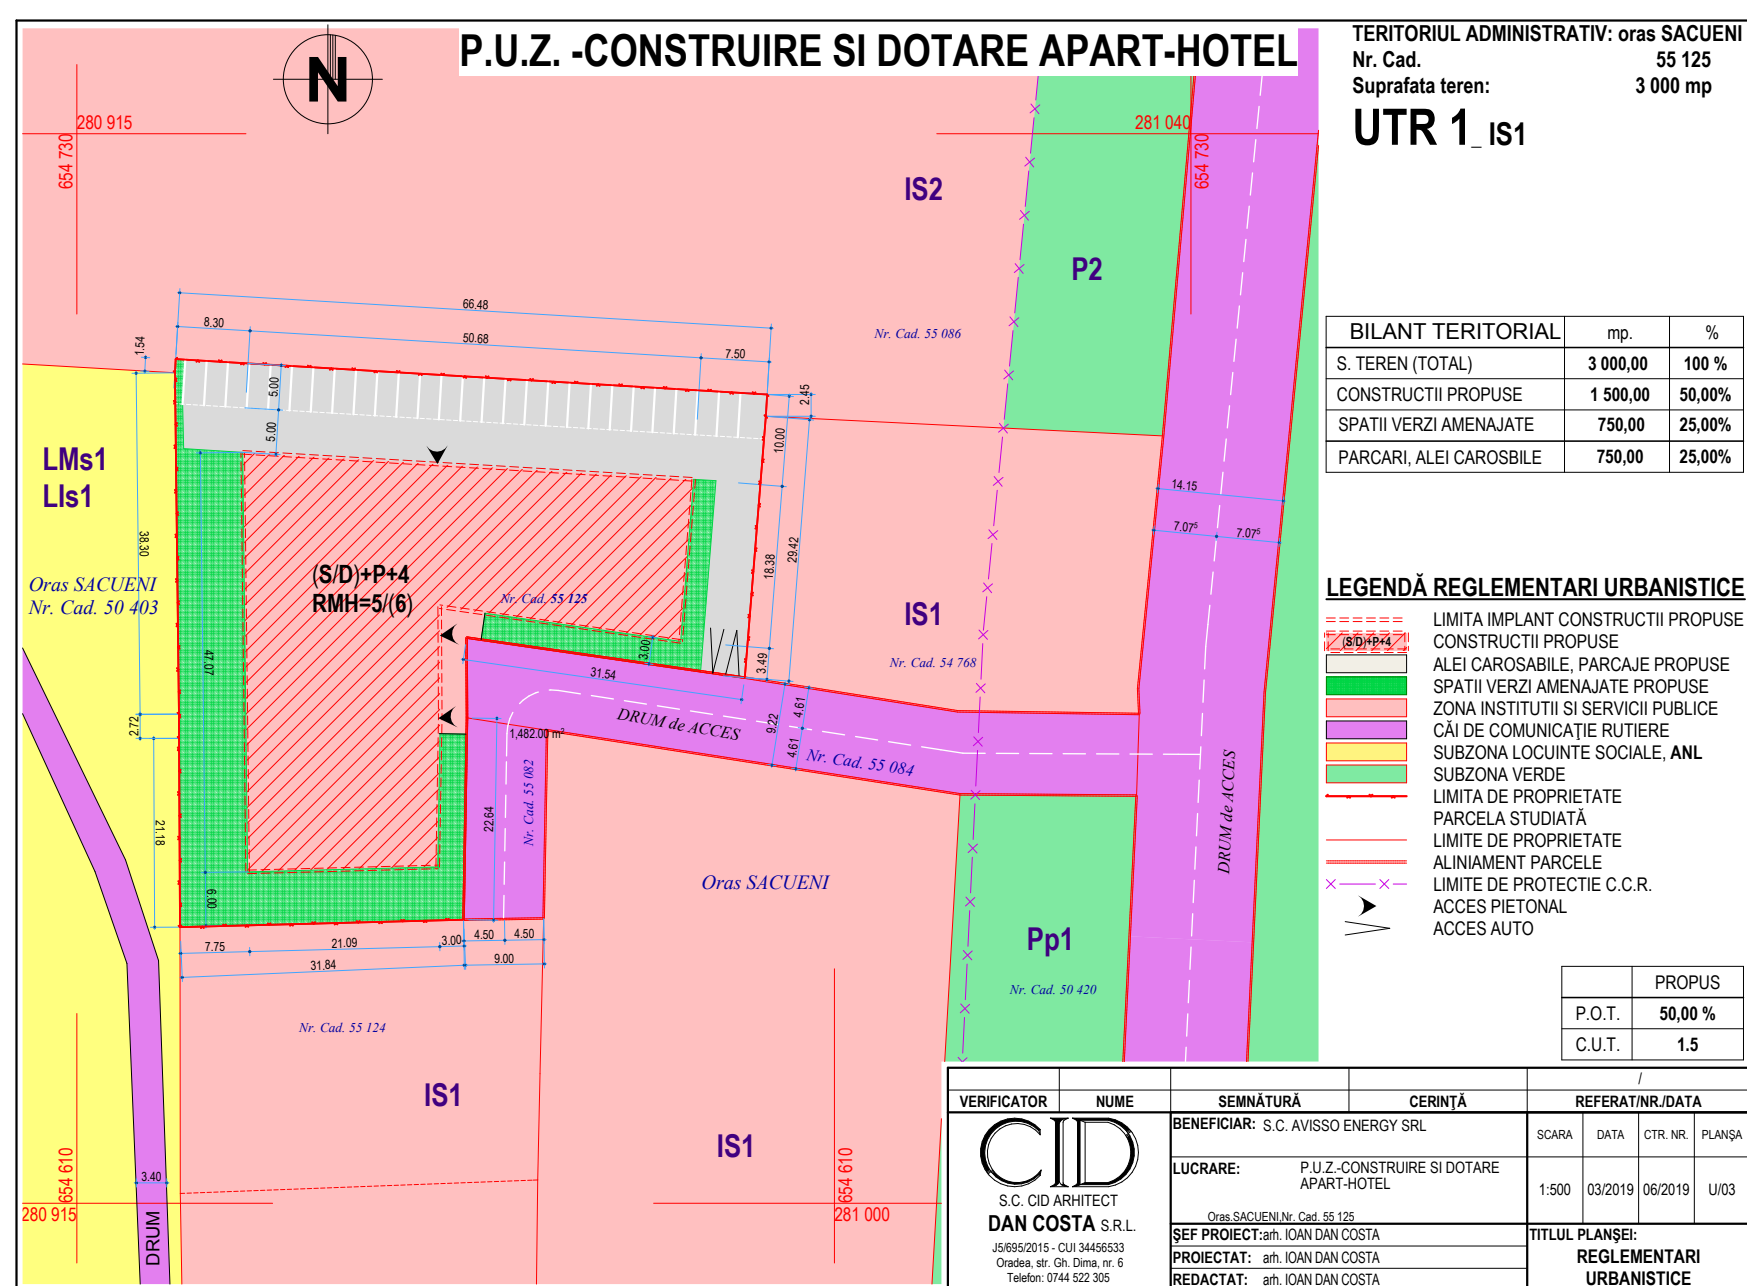 P.U.Z. -CONSTRUIRE SI DOTARE APART-HOTEL
N
TERITORIUL ADMINISTRATIV: oras SACUENI
Nr. Cad. 55 125
Suprafata teren: 3 000 mp
UTR 1_ IS1
280 915
654 730
281 040
654 730
IS2
P2
Nr. Cad. 55 086
66.48
8.30
50.68
7.50
1.54
5.00
5.00
2.45
10.00
29.42
18.38
3.49
LMs1
LIs1
38.30
Oras SACUENI
Nr. Cad. 50 403
(S/D)+P+4
RMH=5/(6)
Nr. Cad. 55 125
47.07
3.00
31.54
2.72
21.18
6.00
14.15
7.07⁵
7.07⁵
IS1
Nr. Cad. 54 768
DRUM de ACCES
1,482.00 m²
9.22
4.61
4.61
Nr. Cad. 55 084
Nr. Cad. 55 082
22.64
DRUM de ACCES
Oras SACUENI
Pp1
Nr. Cad. 50 420
7.75
21.09
3.00
4.50
4.50
31.84
9.00
Nr. Cad. 55 124
IS1
IS1
3.40
DRUM
654 610
280 915
654 610
281 000
BILANT TERITORIAL mp. %
S. TEREN (TOTAL) 3 000,00 100 %
CONSTRUCTII PROPUSE 1 500,00 50,00%
SPATII VERZI AMENAJATE 750,00 25,00%
PARCARI, ALEI CAROSBILE 750,00 25,00%
LEGENDĂ REGLEMENTARI URBANISTICE
LIMITA IMPLANT CONSTRUCTII PROPUSE
(S/D)+P+4 CONSTRUCTII PROPUSE
ALEI CAROSABILE, PARCAJE PROPUSE
SPATII VERZI AMENAJATE PROPUSE
ZONA INSTITUTII SI SERVICII PUBLICE
CĂI DE COMUNICAŢIE RUTIERE
SUBZONA LOCUINTE SOCIALE, ANL
SUBZONA VERDE
LIMITA DE PROPRIETATE
PARCELA STUDIATĂ
LIMITE DE PROPRIETATE
ALINIAMENT PARCELE
LIMITE DE PROTECTIE C.C.R.
ACCES PIETONAL
ACCES AUTO
PROPUS
P.O.T. 50,00 %
C.U.T. 1.5
/
VERIFICATOR NUME SEMNĂTURĂ CERINŢĂ REFERAT/NR./DATA
CID
S.C. CID ARHITECT
DAN COSTA S.R.L.
J5/695/2015 - CUI 34456533
Oradea, str. Gh. Dima, nr. 6
Telefon: 0744 522 305
BENEFICIAR: S.C. AVISSO ENERGY SRL
LUCRARE: P.U.Z.-CONSTRUIRE SI DOTARE
APART-HOTEL
Oras.SACUENI,Nr. Cad. 55 125
ŞEF PROIECT:arh. IOAN DAN COSTA
PROIECTAT: arh. IOAN DAN COSTA
REDACTAT: arh. IOAN DAN COSTA
SCARA DATA CTR. NR. PLANŞA
1:500 03/2019 06/2019 U/03
TITLUL PLANŞEI:
REGLEMENTARI
URBANISTICE